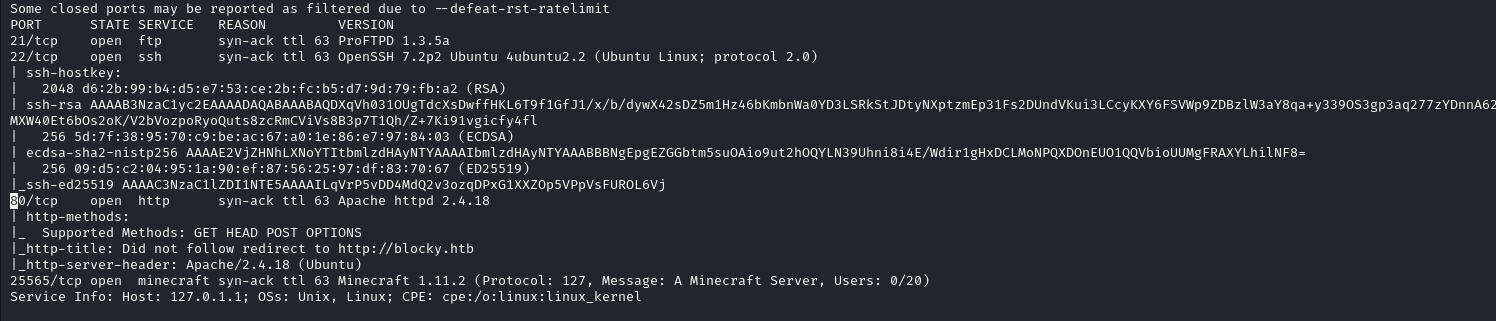 Some closed ports may be reported as filtered due to --defeat-rst-ratelimit
PORT      STATE SERVICE   REASON         VERSION
21/tcp    open  ftp       syn-ack ttl 63 ProFTPD 1.3.5a
22/tcp    open  ssh       syn-ack ttl 63 OpenSSH 7.2p2 Ubuntu 4ubuntu2.2 (Ubuntu Linux; protocol 2.0)
| ssh-hostkey:
|   2048 d6:2b:99:b4:d5:e7:53:ce:2b:fc:b5:d7:9d:79:fb:a2 (RSA)
| ssh-rsa AAAAB3NzaC1yc2EAAAADAQABAAABAQDXqVh031OUgTdcXsDwffHKL6T9f1GfJ1/x/b/dywX42sDZ5m1Hz46bKmbnWa0YD3LSRkStJDtyNXptzmEp31Fs2DUndVKui3LCcyKXY6FSVWp9ZDBzlW3aY8qa+y339OS3gp3aq277zYDnnA62
MXW40Et6bOs2oK/V2bVozpoRyoQuts8zcRmCViVs8B3p7T1Qh/Z+7Ki91vgicfy4fl
|   256 5d:7f:38:95:70:c9:be:ac:67:a0:1e:86:e7:97:84:03 (ECDSA)
| ecdsa-sha2-nistp256 AAAAE2VjZHNhLXNoYTItbmlzdHAyNTYAAAAIbmlzdHAyNTYAAABBBNgEpgEZGGbtm5suOAio9ut2hOQYLN39Uhni8i4E/Wdir1gHxDCLMoNPQXDOnEUO1QQVbioUUMgFRAXYLhilNF8=
|   256 09:d5:c2:04:95:1a:90:ef:87:56:25:97:df:83:70:67 (ED25519)
|_ssh-ed25519 AAAAC3NzaC1lZDI1NTE5AAAAILqVrP5vDD4MdQ2v3ozqDPxG1XXZOp5VPpVsFUROL6Vj
80/tcp    open  http      syn-ack ttl 63 Apache httpd 2.4.18
| http-methods:
|_  Supported Methods: GET HEAD POST OPTIONS
|_http-title: Did not follow redirect to http://blocky.htb
|_http-server-header: Apache/2.4.18 (Ubuntu)
25565/tcp open  minecraft syn-ack ttl 63 Minecraft 1.11.2 (Protocol: 127, Message: A Minecraft Server, Users: 0/20)
Service Info: Host: 127.0.1.1; OSs: Unix, Linux; CPE: cpe:/o:linux:linux_kernel